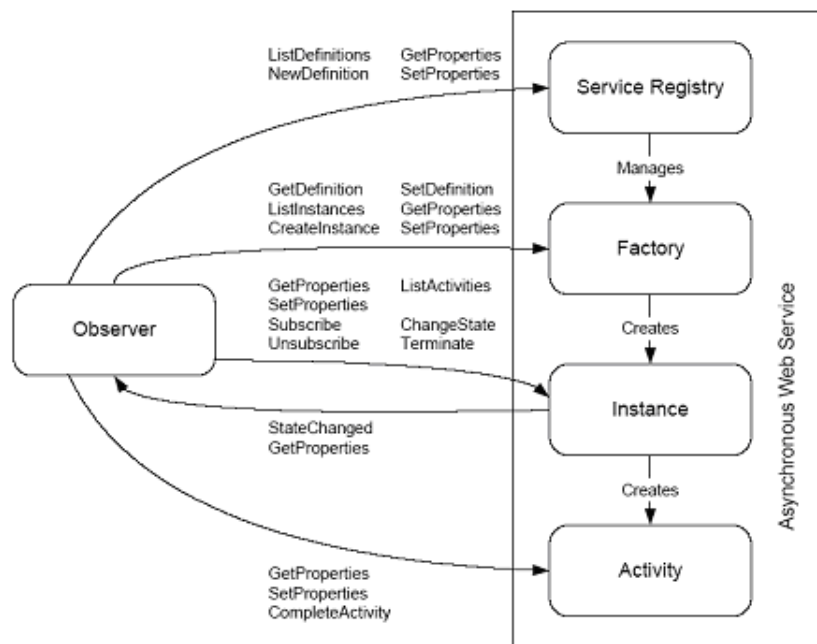 ListDefinitions GetProperties
NewDefinition SetProperties
Service Registry
Manages
GetDefinition SetDefinition
ListInstances GetProperties
CreateInstance SetProperties
Factory
GetProperties ListActivities
SetProperties
Subscribe ChangeState
Unsubscribe Terminate
Observer
Creates
Instance
StateChanged
GetProperties
Creates
Activity
GetProperties
SetProperties
CompleteActivity
Asynchronous Web Service